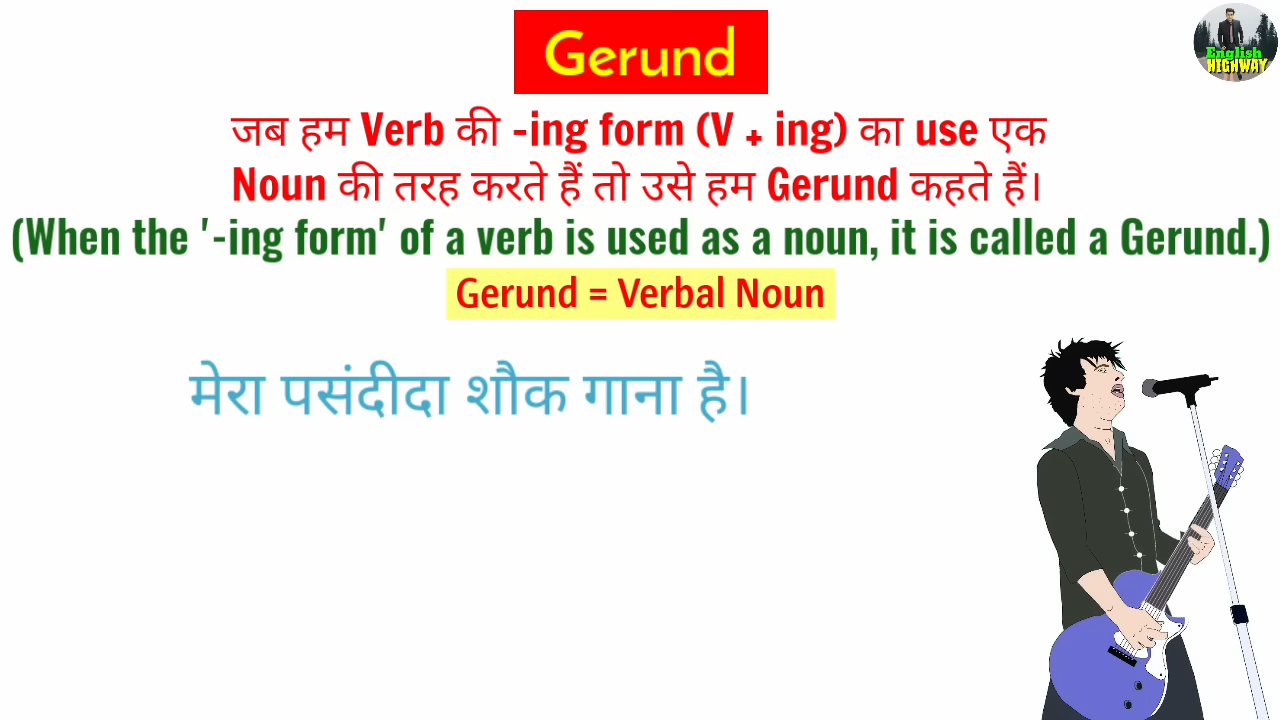 Gerund
English
HIGHWAY
जब हम Verb की -ing form (V + ing) का use एक
Noun की तरह करते हैं तो उसे हम Gerund कहते हैं।
(When the '-ing form' of a verb is used as a noun, it is called a Gerund.)
Gerund = Verbal Noun
मेरा पसंदीदा शौक गाना है।